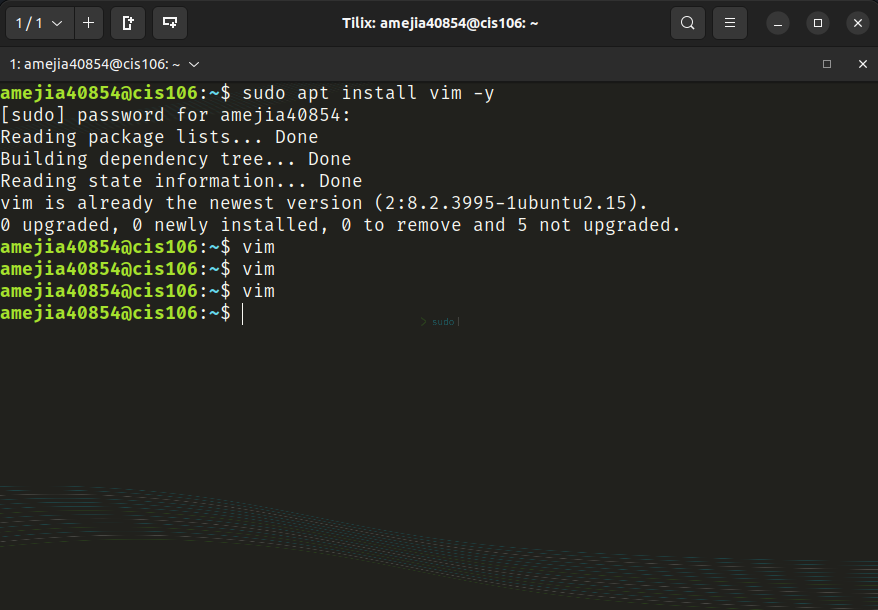 1 / 1
Tilix: amejia40854@cis106: ~
1: amejia40854@cis106: ~
amejia40854@cis106:~$ sudo apt install vim -y
[sudo] password for amejia40854:
Reading package lists... Done
Building dependency tree... Done
Reading state information... Done
vim is already the newest version (2:8.2.3995-1ubuntu2.15).
0 upgraded, 0 newly installed, 0 to remove and 5 not upgraded.
amejia40854@cis106:~$ vim
amejia40854@cis106:~$ vim
amejia40854@cis106:~$ vim
amejia40854@cis106:~$
> sudo|